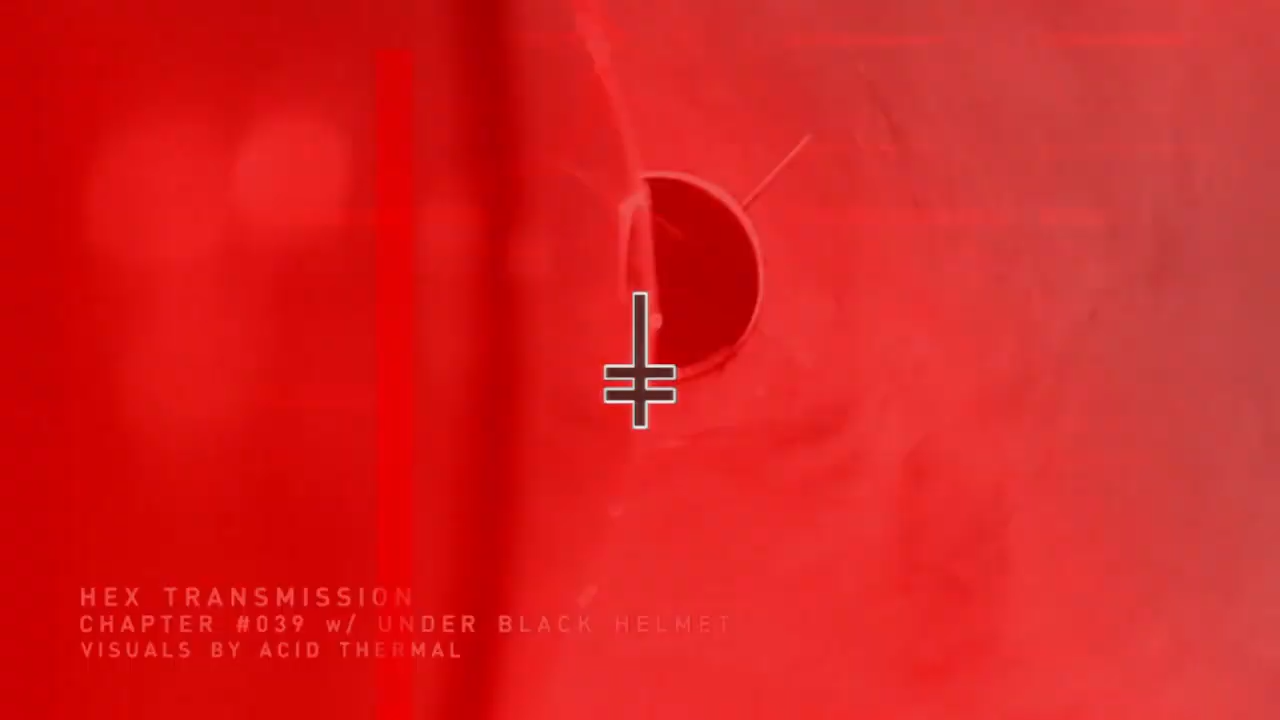 HEX TRANSMISSION
CHAPTER #039 w/ UNDER BLACK HELMET
VISUALS BY ACID THERMAL